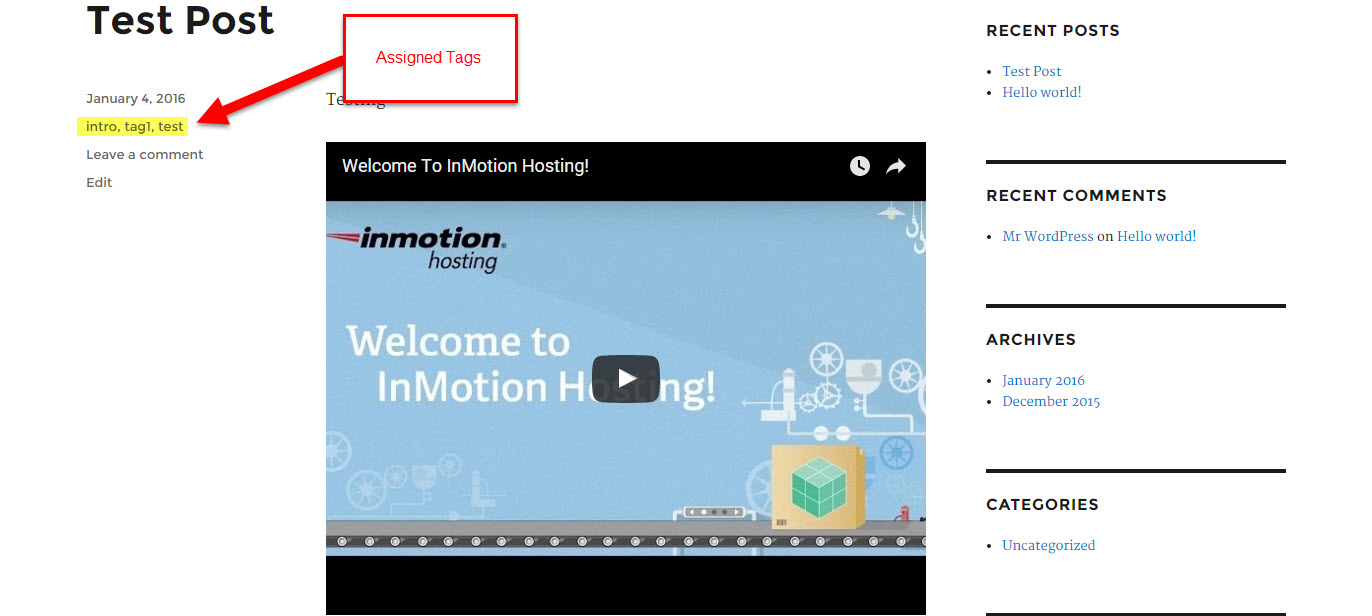 Test Post
Assigned Tags
January 4, 2016
intro, tag1, test
Leave a comment
Edit
Testing
Welcome To InMotion Hosting!
inmotion
hosting
Welcome to
InMotion Hosting!
RECENT POSTS
Test Post
Hello world!
RECENT COMMENTS
Mr WordPress on Hello world!
ARCHIVES
January 2016
December 2015
CATEGORIES
Uncategorized